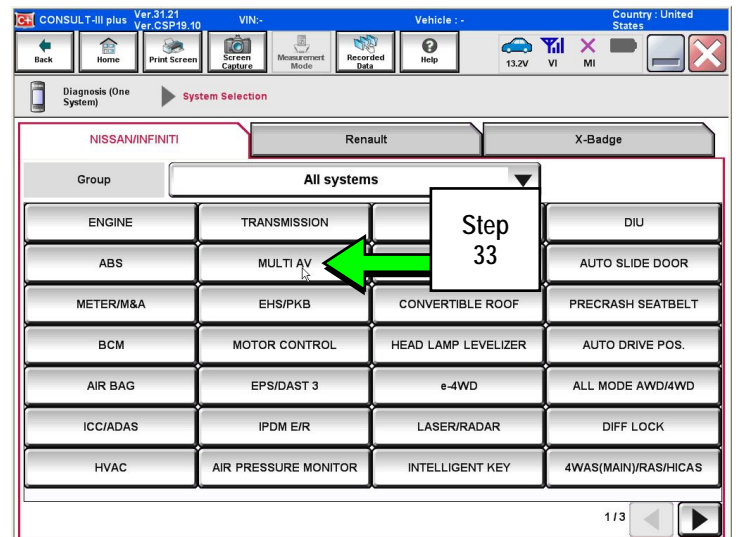 C+ CONSULT-III plus Ver.31.21 Ver.CSP19.10 VIN:- Vehicle : - Country : United States
Back Home Print Screen Screen Capture Measurement Mode Recorded Data Help 13.2V VI MI
Diagnosis (One System) System Selection
NISSAN/INFINITI Renault X-Badge
Group All systems
ENGINE TRANSMISSION DIU
Step
33
ABS MULTI AV AUTO SLIDE DOOR
METER/M&A EHS/PKB CONVERTIBLE ROOF PRECRASH SEATBELT
BCM MOTOR CONTROL HEAD LAMP LEVELIZER AUTO DRIVE POS.
AIR BAG EPS/DAST 3 e-4WD ALL MODE AWD/4WD
ICC/ADAS IPDM E/R LASER/RADAR DIFF LOCK
HVAC AIR PRESSURE MONITOR INTELLIGENT KEY 4WAS(MAIN)/RAS/HICAS
1/3